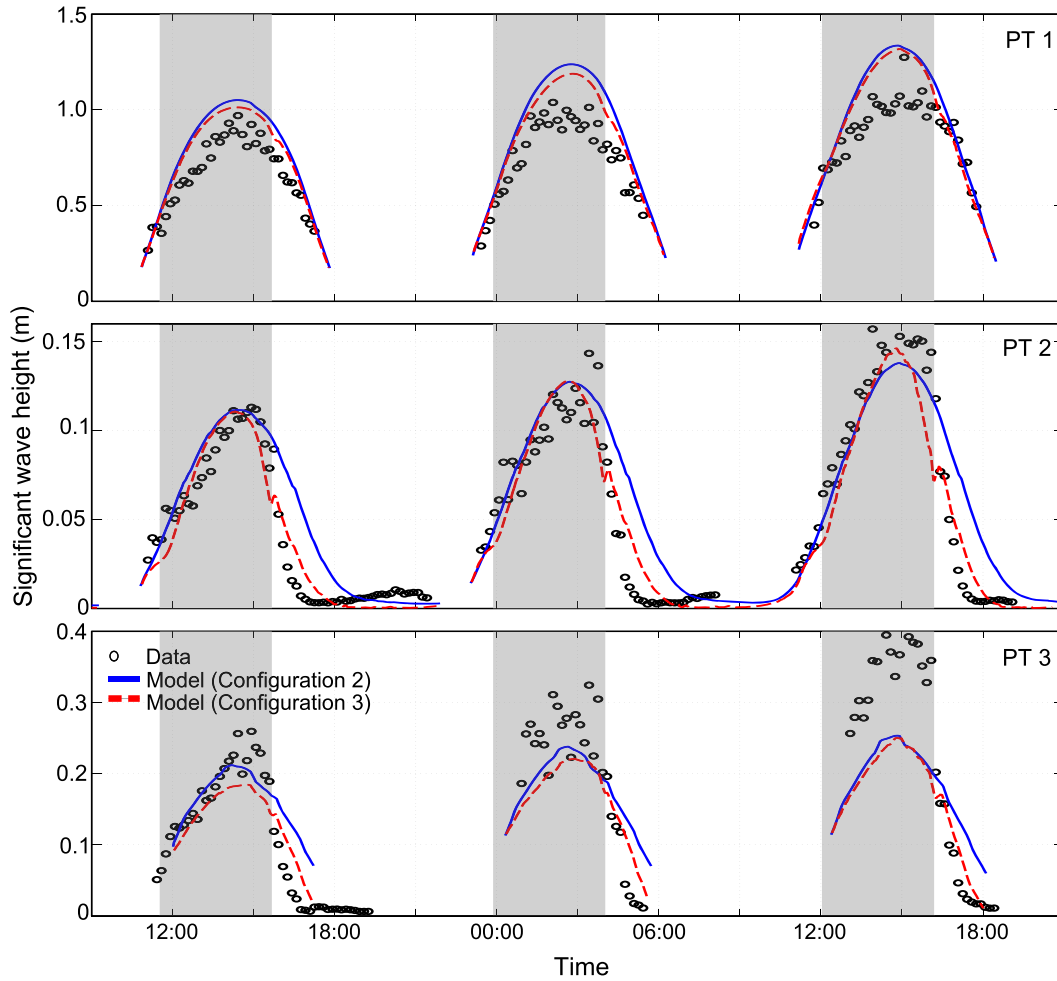 1.5
PT 1
1.0
0.5
0
0.15
PT 2
0.1
0.05
0
Significant wave height (m)
0.4
PT 3
Data
Model (Configuration 2)
Model (Configuration 3)
0.3
0.2
0.1
0
12:00 18:00 00:00 06:00 12:00 18:00
Time